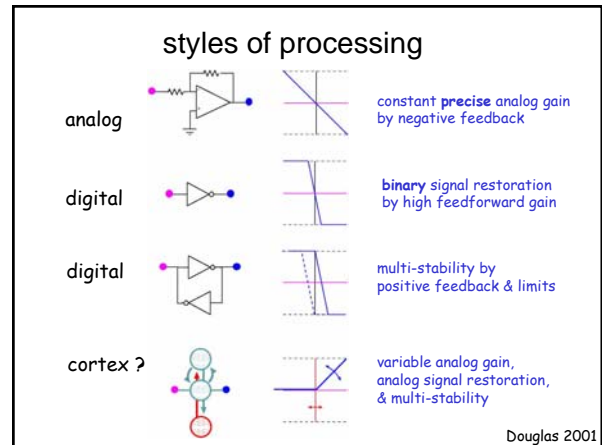 styles of processing
analog
constant precise analog gain
by negative feedback
digital
binary signal restoration
by high feedforward gain
digital
multi-stability by
positive feedback & limits
cortex ?
variable analog gain,
analog signal restoration,
& multi-stability
Douglas 2001